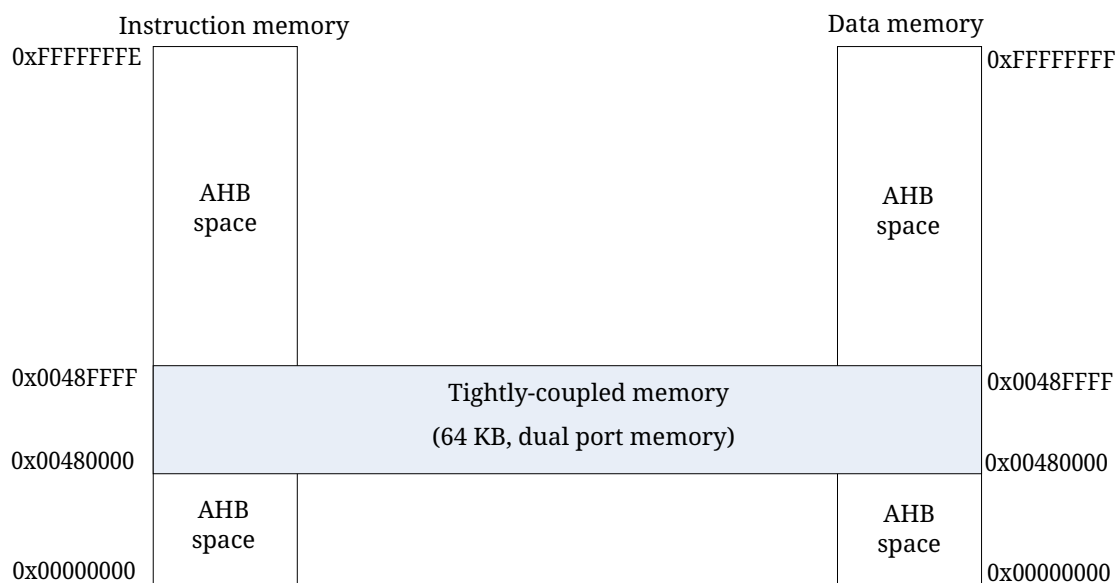 Instruction memory
Data memory
0xFFFFFFFE
0xFFFFFFFF
AHB
space
AHB
space
0x0048FFFF
0x0048FFFF
Tightly-coupled memory
(64 KB, dual port memory)
0x00480000
0x00480000
AHB
space
AHB
space
0x00000000
0x00000000